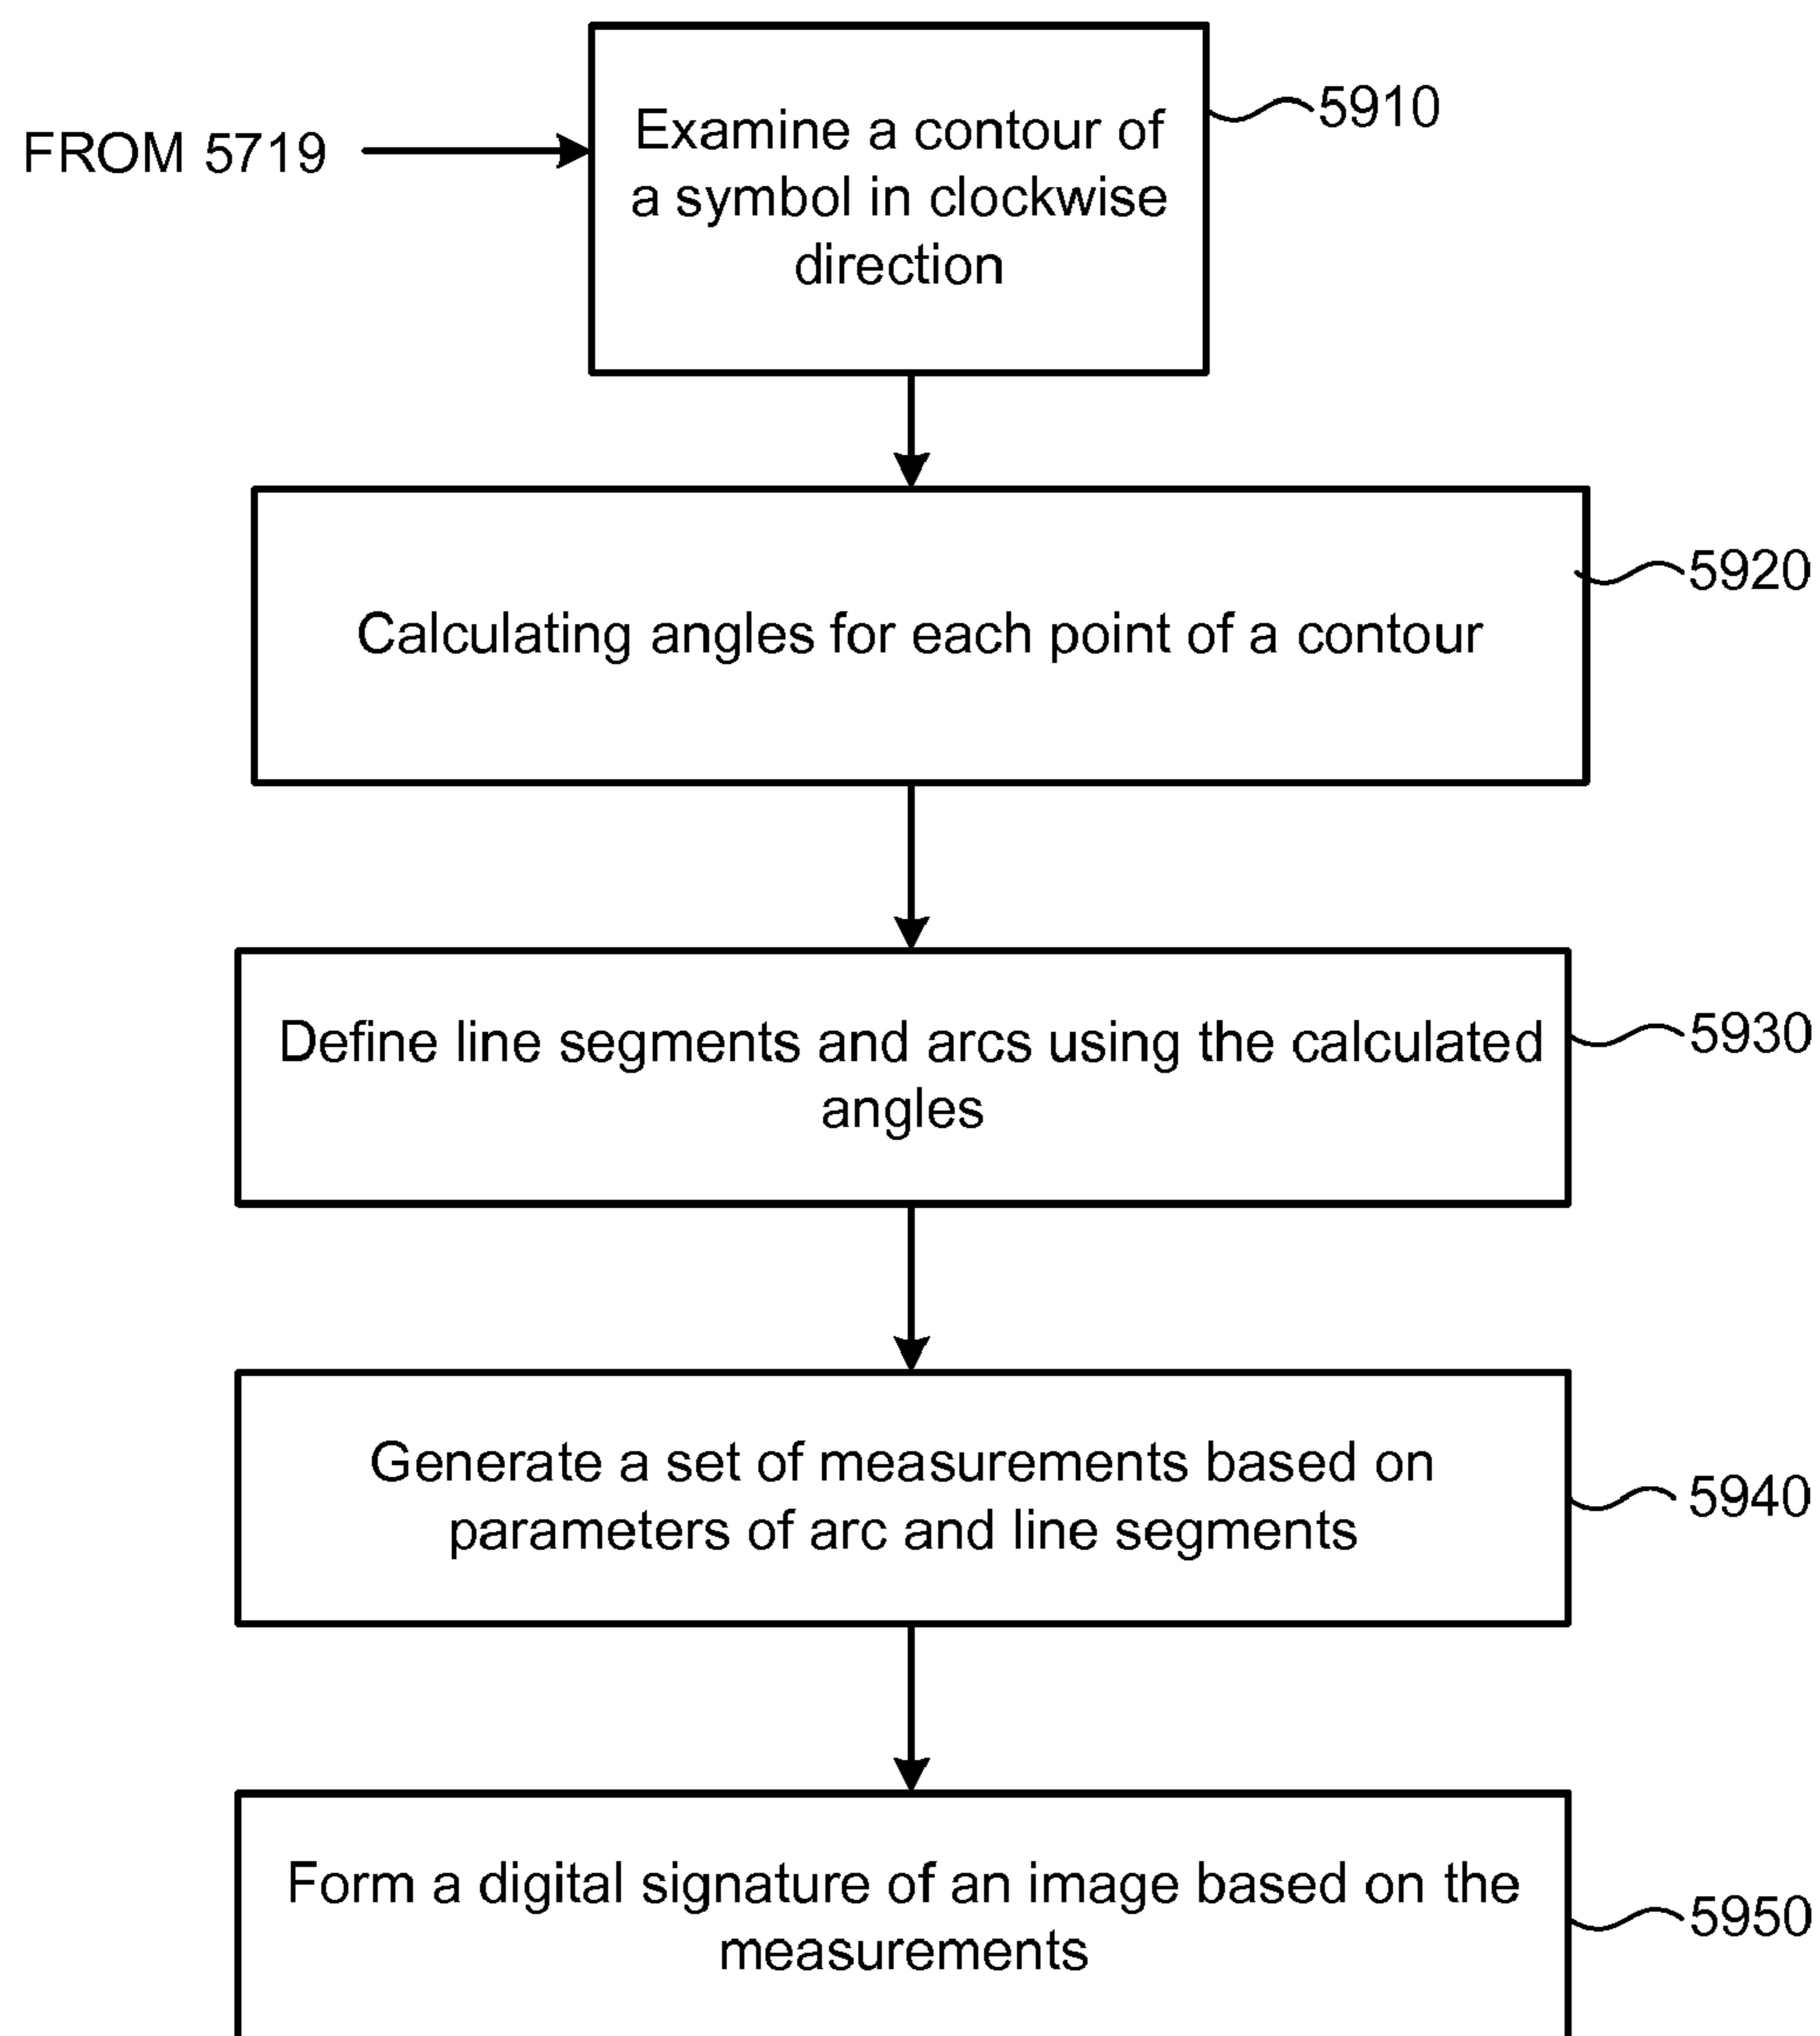 FROM 5719
Examine a contour of
a symbol in clockwise
direction
5910
Calculating angles for each point of a contour
5920
Define line segments and arcs using the calculated
angles
5930
Generate a set of measurements based on
parameters of arc and line segments
5940
Form a digital signature of an image based on the
measurements
5950